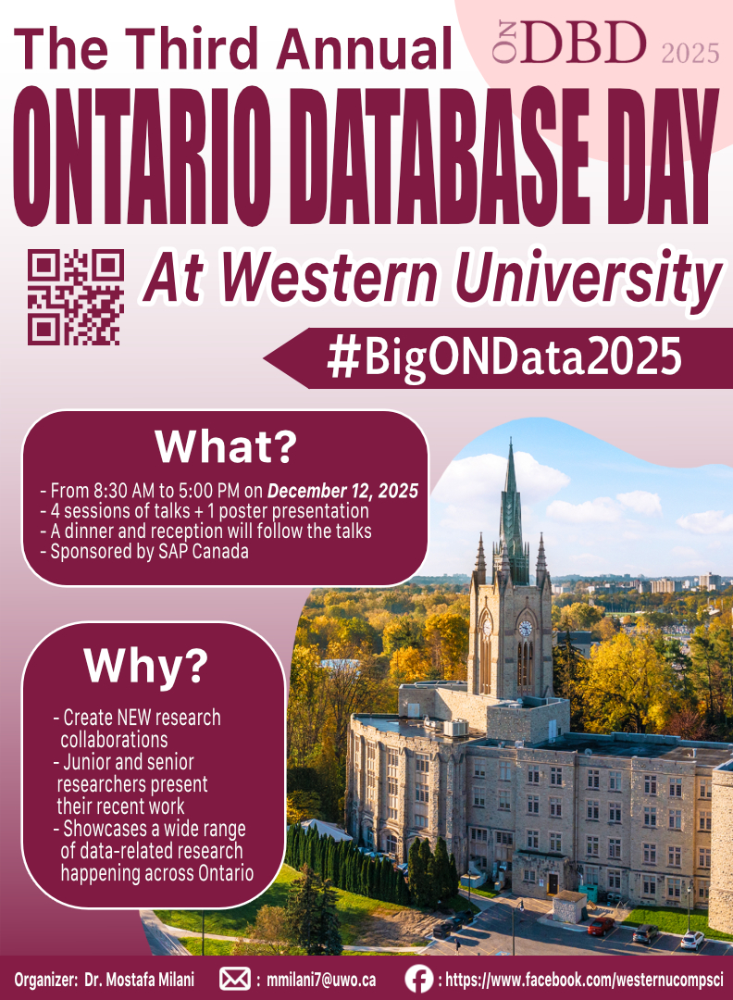 The Third Annual
ON DBD 2025
ONTARIO DATABASE DAY
At Western University
#BigONData2025
What?
- From 8:30 AM to 5:00 PM on December 12, 2025
- 4 sessions of talks + 1 poster presentation
- A dinner and reception will follow the talks
- Sponsored by SAP Canada
Why?
- Create NEW research
collaborations
- Junior and senior
researchers present
their recent work
- Showcases a wide range
of data-related research
happening across Ontario
Organizer: Dr. Mostafa Milani : mmilani7@uwo.ca : https://www.facebook.com/westernucompsci